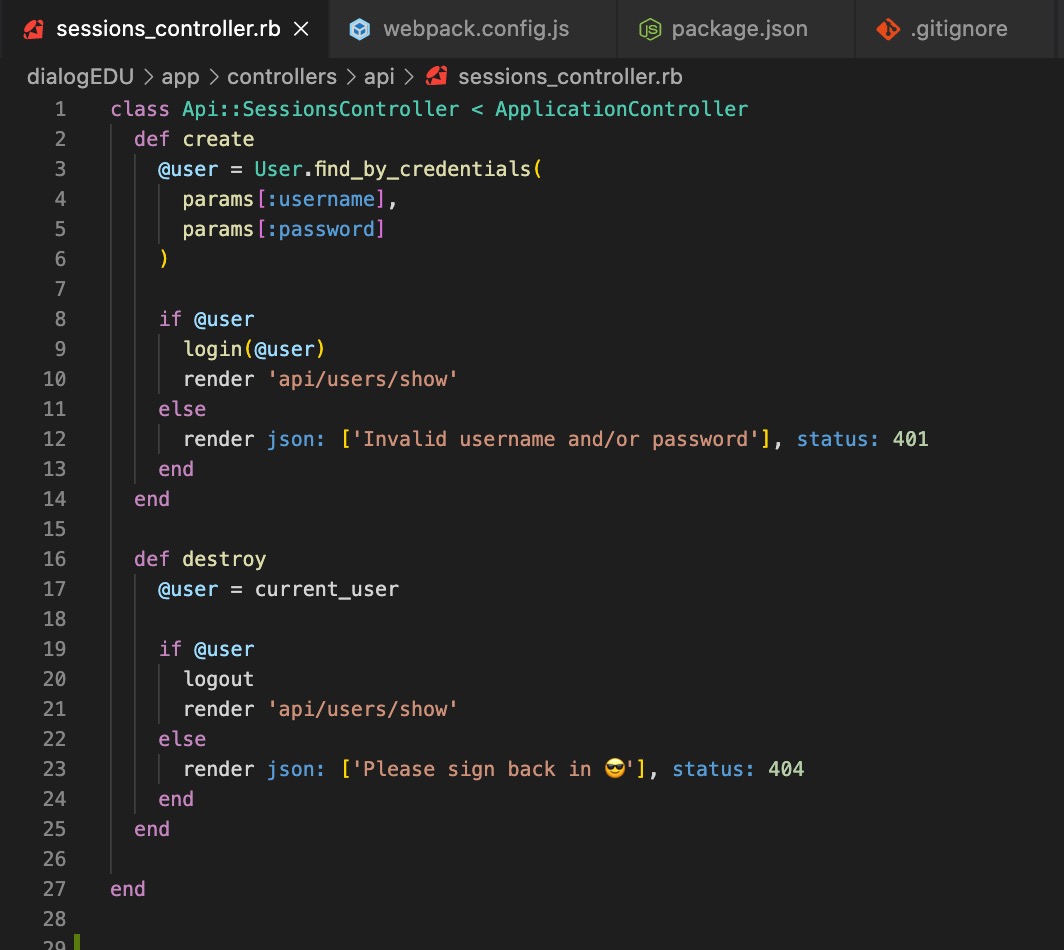 sessions_controller.rb × webpack.config.js package.json .gitignore
dialogEDU > app > controllers > api > sessions_controller.rb
1 class Api::SessionsController < ApplicationController
2   def create
3     @user = User.find_by_credentials(
4       params[:username],
5       params[:password]
6     )
7
8     if @user
9       login(@user)
10       render 'api/users/show'
11     else
12       render json: ['Invalid username and/or password'], status: 401
13     end
14   end
15
16   def destroy
17     @user = current_user
18
19     if @user
20       logout
21       render 'api/users/show'
22     else
23       render json: ['Please sign back in 😎'], status: 404
24     end
25   end
26
27 end
28
29